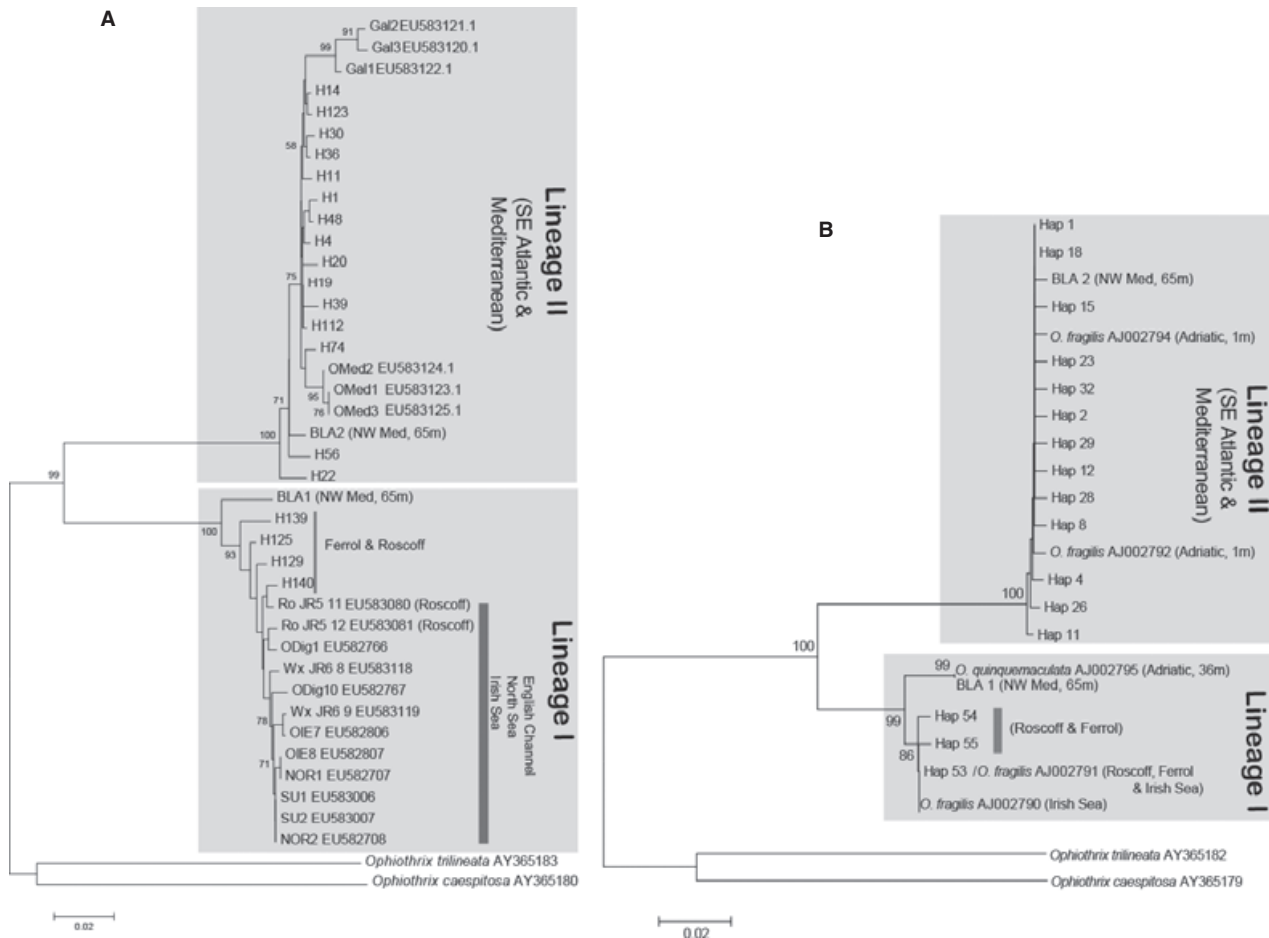 A
91
Gal2EU583121.1
99
Gal3EU583120.1
Gal1EU583122.1
H14
H123
H30
58
H36
H11
H1
H48
H4
H20
75
H19
H39
H112
H74
OMed2 EU583124.1
95
OMed1 EU583123.1
76
OMed3 EU583125.1
71
BLA2 (NW Med, 65m)
100
H56
H22
Lineage II
(SE Atlantic &
Mediterranean)
99
BLA1 (NW Med, 65m)
100
H139
93
H125
H129
H140
Ferrol & Roscoff
Ro JR5 11 EU583080 (Roscoff)
Ro JR5 12 EU583081 (Roscoff)
ODig1 EU582766
Wx JR6 8 EU583118
ODig10 EU582767
78
Wx JR6 9 EU583119
OIE7 EU582806
71
OIE8 EU582807
NOR1 EU582707
SU1 EU583006
SU2 EU583007
NOR2 EU582708
English Channel
North Sea
Irish Sea
Lineage I
Ophiothrix trilineata AY365183
Ophiothrix caespitosa AY365180
0.02
B
Hap 1
Hap 18
BLA 2 (NW Med, 65m)
Hap 15
O. fragilis AJ002794 (Adriatic, 1m)
Hap 23
Hap 32
Hap 2
Hap 29
Hap 12
Hap 28
Hap 8
O. fragilis AJ002792 (Adriatic, 1m)
Hap 4
100
Hap 26
Hap 11
Lineage II
(SE Atlantic &
Mediterranean)
100
99
O. quinquemaculata AJ002795 (Adriatic, 36m)
BLA 1 (NW Med, 65m)
99
Hap 54
(Roscoff & Ferrol)
Hap 55
86
Hap 53 /O. fragilis AJ002791 (Roscoff, Ferrol
& Irish Sea)
O. fragilis AJ002790 (Irish Sea)
Lineage I
Ophiothrix trilineata AY365182
Ophiothrix caespitosa AY365179
0.02